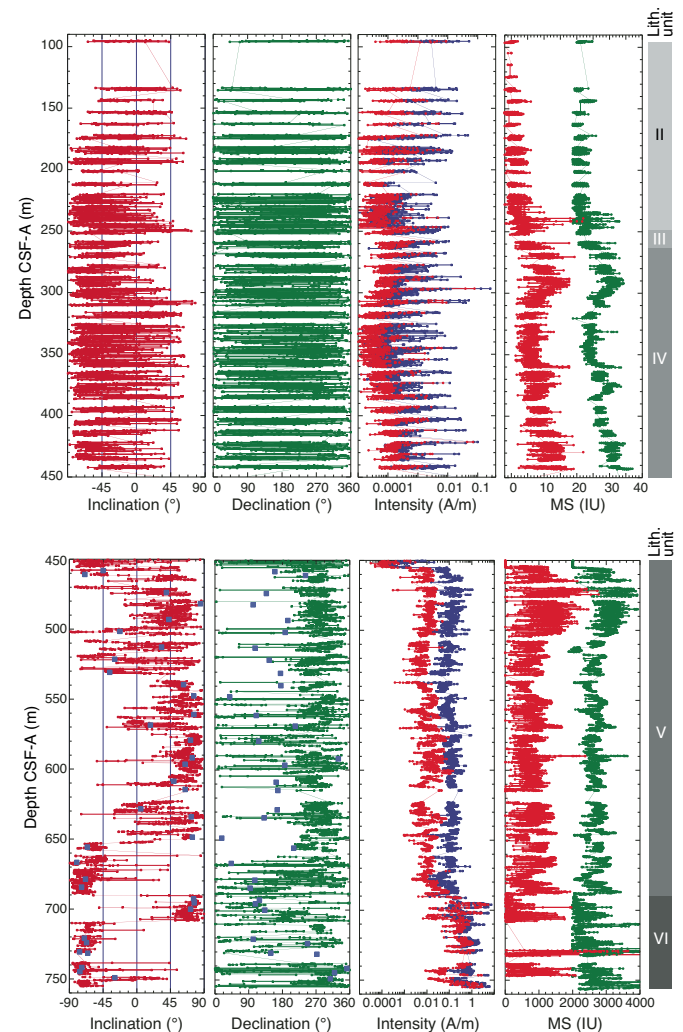 Lith.
unit
100
150
200
250
300
350
400
450
Depth CSF-A (m)
II
III
IV
-45 0 45 90
0 90 180 270 360
0.0001 0.01 0.1
0 10 20 30 40
Inclination (°)
Declination (°)
Intensity (A/m)
MS (IU)
Lith.
unit
450
500
550
600
650
700
750
Depth CSF-A (m)
V
VI
-90 -45 0 45 90
0 90 180 270 360
0.0001 0.01 0.1 1
0 1000 2000 3000 4000
Inclination (°)
Declination (°)
Intensity (A/m)
MS (IU)